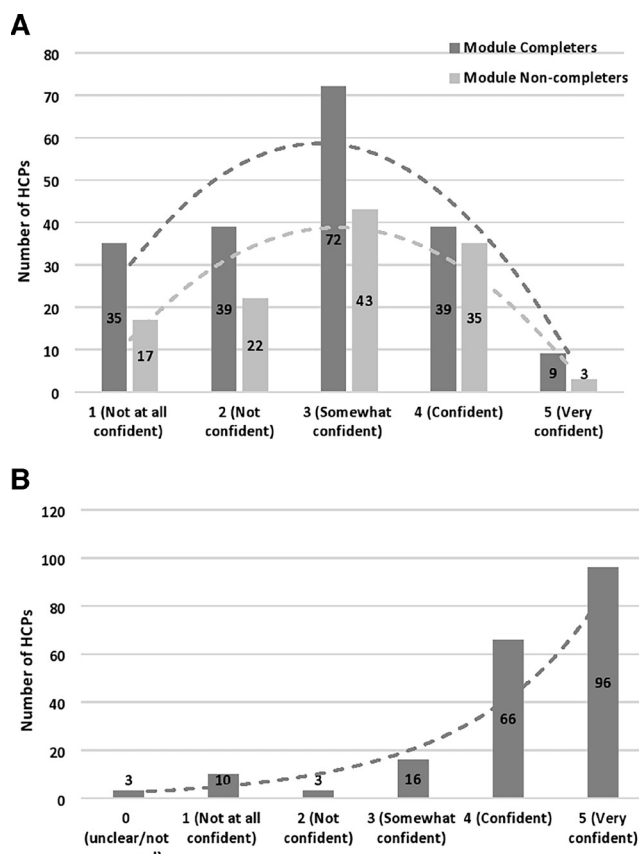 A
80
Module Completers
70
Module Non-completers
60
50
40
30
20
10
0
Number of HCPs
35
17
39
22
72
43
39
35
9
3
1 (Not at all
confident)
2 (Not
confident)
3 (Somewhat
confident)
4 (Confident)
5 (Very
confident)
B
120
100
80
60
40
20
0
Number of HCPs
3
10
3
16
66
96
0
(unclear/not
1 (Not at all
confident)
2 (Not
confident)
3 (Somewhat
confident)
4 (Confident)
5 (Very
confident)